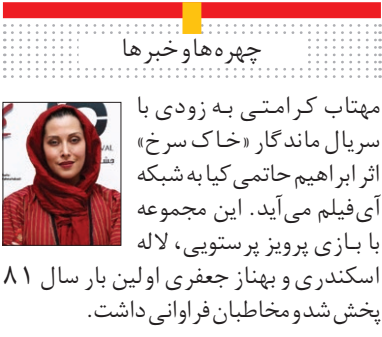 چهره‌ها و خبرها
مهتاب کرامتی به زودی با
سریال ماندگار «خاک سرخ»
اثر ابراهیم حاتمی کیا به شبکه
آی‌فیلم می‌آید. این مجموعه
با بازی پرویز پرستویی، لاله
اسکندری و بهناز جعفری اولین بار سال ۸۱
پخش شد و مخاطبان فراوانی داشت.